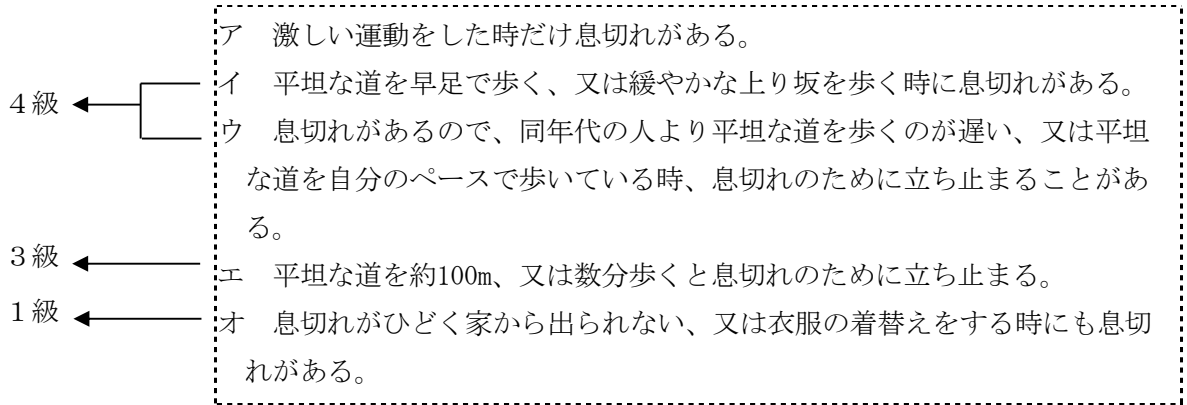 ア 激しい運動をした時だけ息切れがある。
イ 平坦な道を早足で歩く、又は緩やかな上り坂を歩く時に息切れがある。
4級
ウ 息切れがあるので、同年代の人より平坦な道を歩くのが遅い、又は平坦
な道を自分のペースで歩いている時、息切れのために立ち止まることがあ
る。
3級
エ 平坦な道を約100m、又は数分歩くと息切れのために立ち止まる。
1級
オ 息切れがひどく家から出られない、又は衣服の着替えをする時にも息切
れがある。